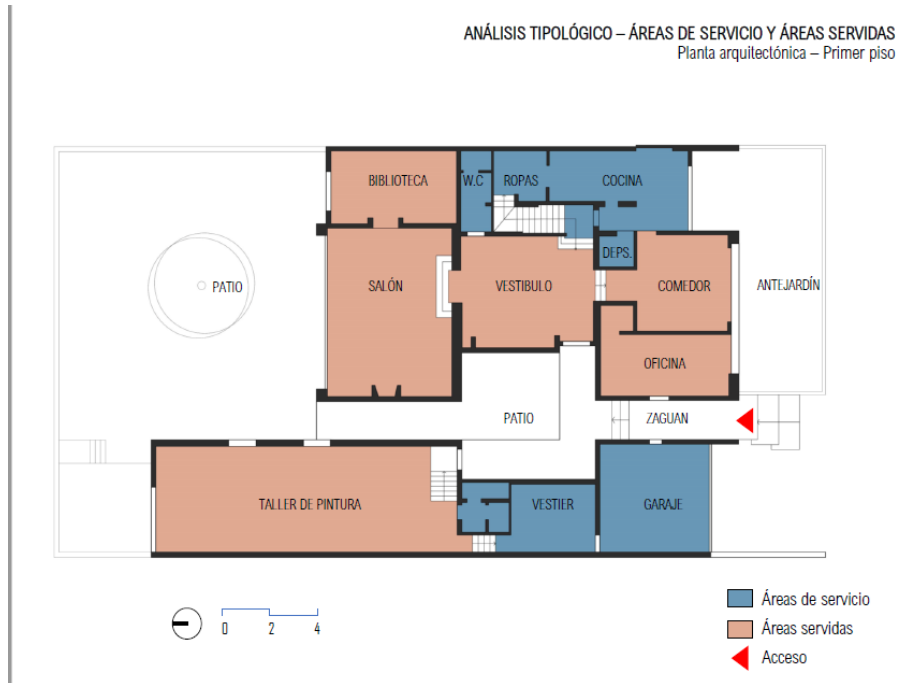 ANÁLISIS TIPOLÓGICO – ÁREAS DE SERVICIO Y ÁREAS SERVIDAS
Planta arquitectónica – Primer piso
BIBLIOTECA
W.C
ROPAS
COCINA
DEPS.
PATIO
SALÓN
VESTIBULO
COMEDOR
ANTEJARDÍN
OFICINA
PATIO
ZAGUAN
TALLER DE PINTURA
VESTIER
GARAJE
0 2 4
Áreas de servicio
Áreas servidas
Acceso